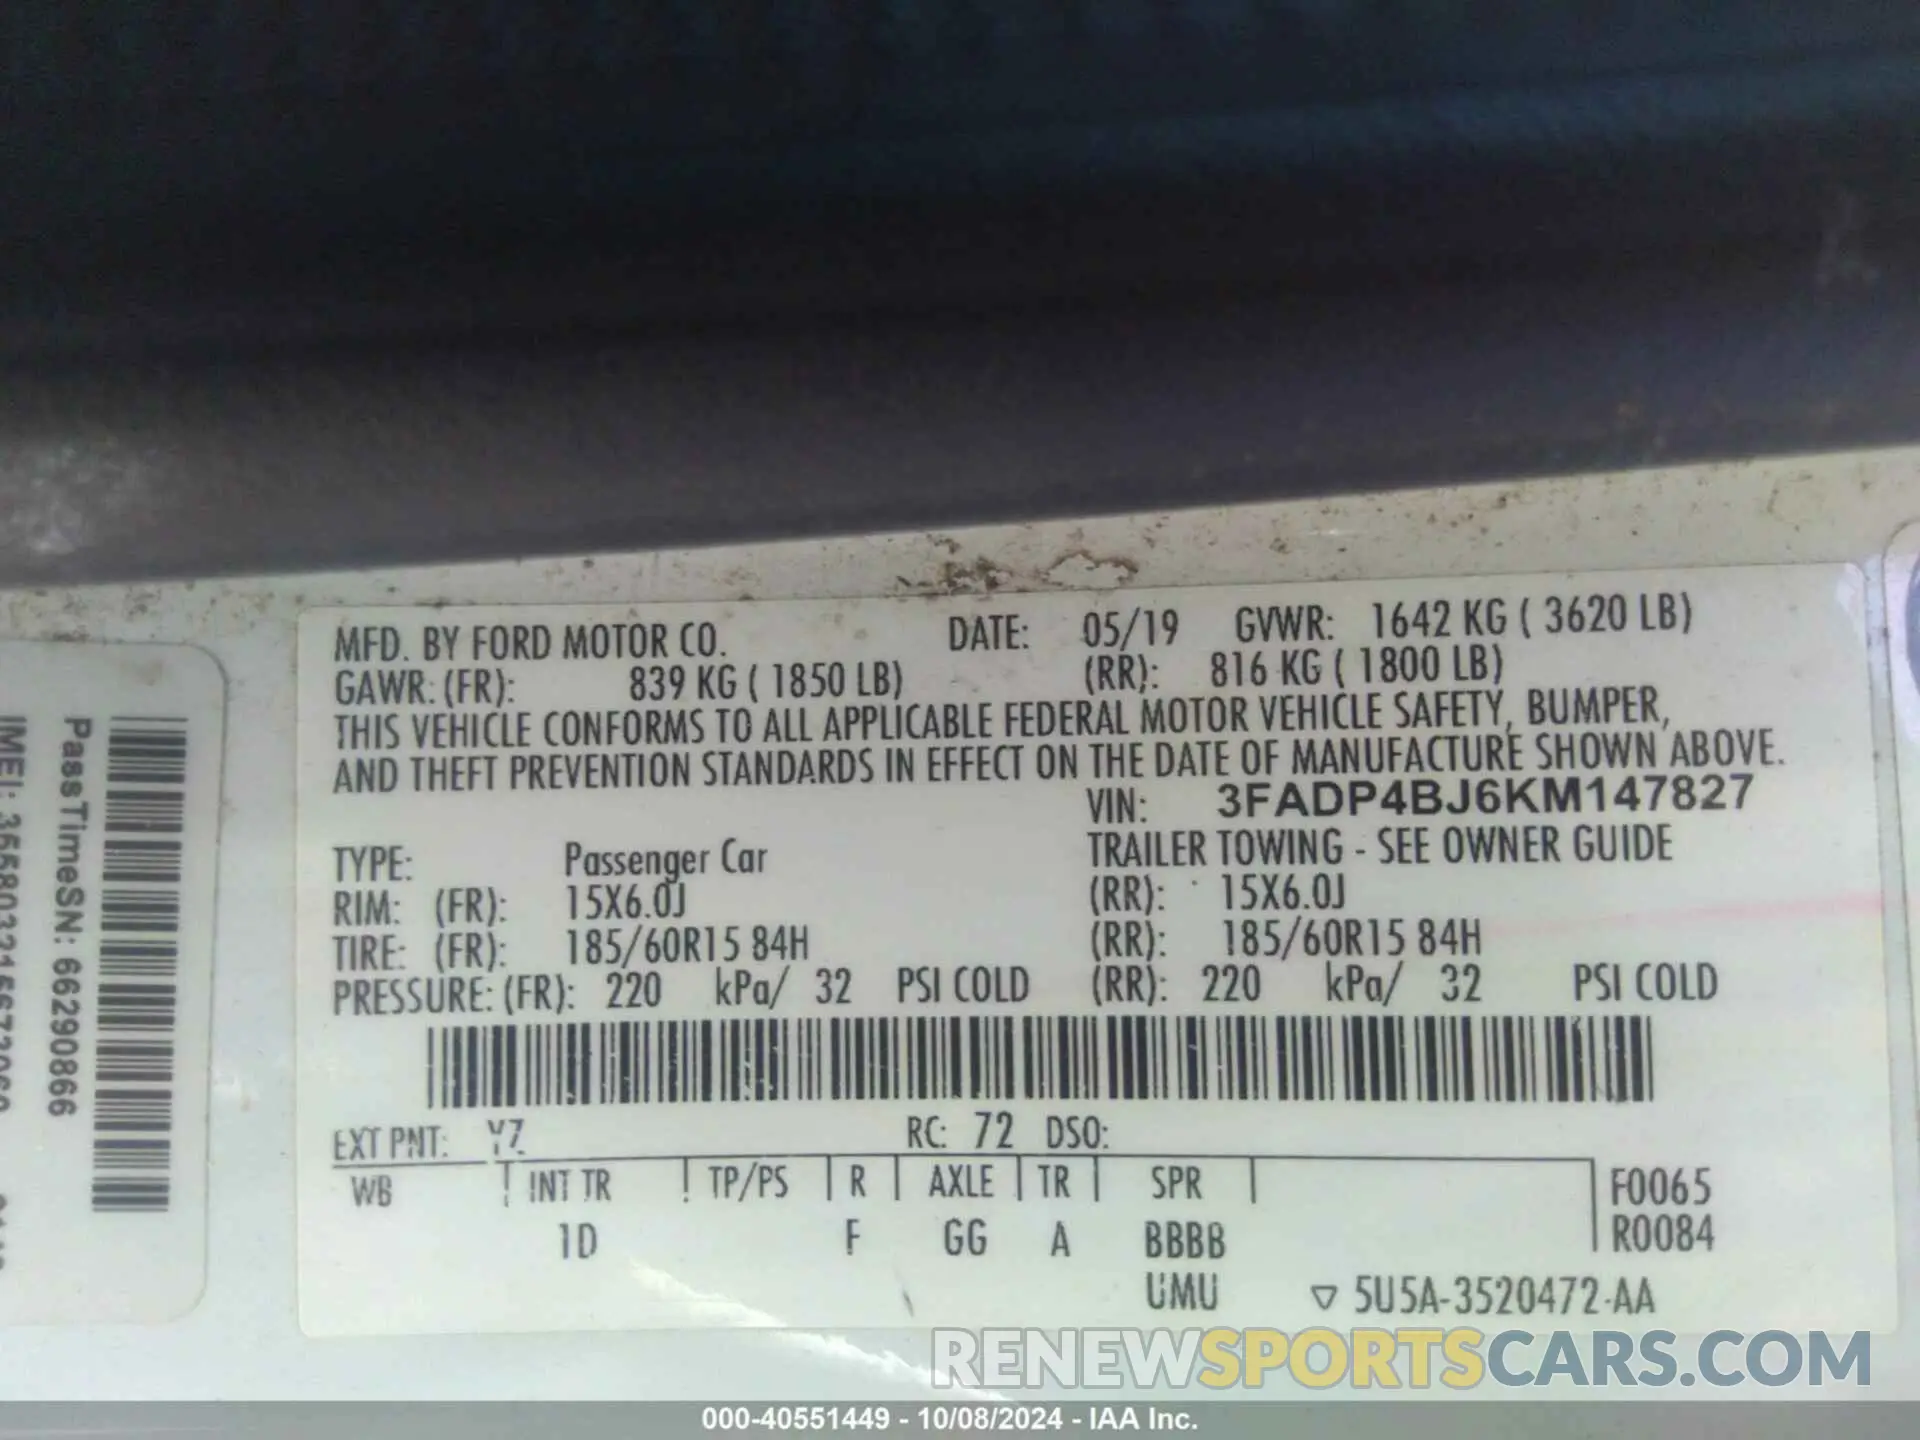 MFD. BY FORD MOTOR CO. DATE: 05/19 GVWR: 1642 KG ( 3620 LB)
GAWR: (FR): 839 KG ( 1850 LB) (RR): 816 KG ( 1800 LB)
THIS VEHICLE CONFORMS TO ALL APPLICABLE FEDERAL MOTOR VEHICLE SAFETY, BUMPER,
AND THEFT PREVENTION STANDARDS IN EFFECT ON THE DATE OF MANUFACTURE SHOWN ABOVE.
VIN: 3FADP4BJ6KM147827
TYPE: Passenger Car TRAILER TOWING - SEE OWNER GUIDE
RIM: (FR): 15X6.0J (RR): 15X6.0J
TIRE: (FR): 185/60R15 84H (RR): 185/60R15 84H
PRESSURE: (FR): 220 kPa/ 32 PSI COLD (RR): 220 kPa/ 32 PSI COLD
EXT PNT: YZ RC: 72 DSO:
WB INT TR TP/PS R AXLE TR SPR F0065
1D F GG A BBBB R0084
UMU ▽ 5U5A-3520472-AA
PassTimeSN: 66290866
IMEI:
RENEWSPORTSCARS.COM
000-40551449 - 10/08/2024 - IAA Inc.